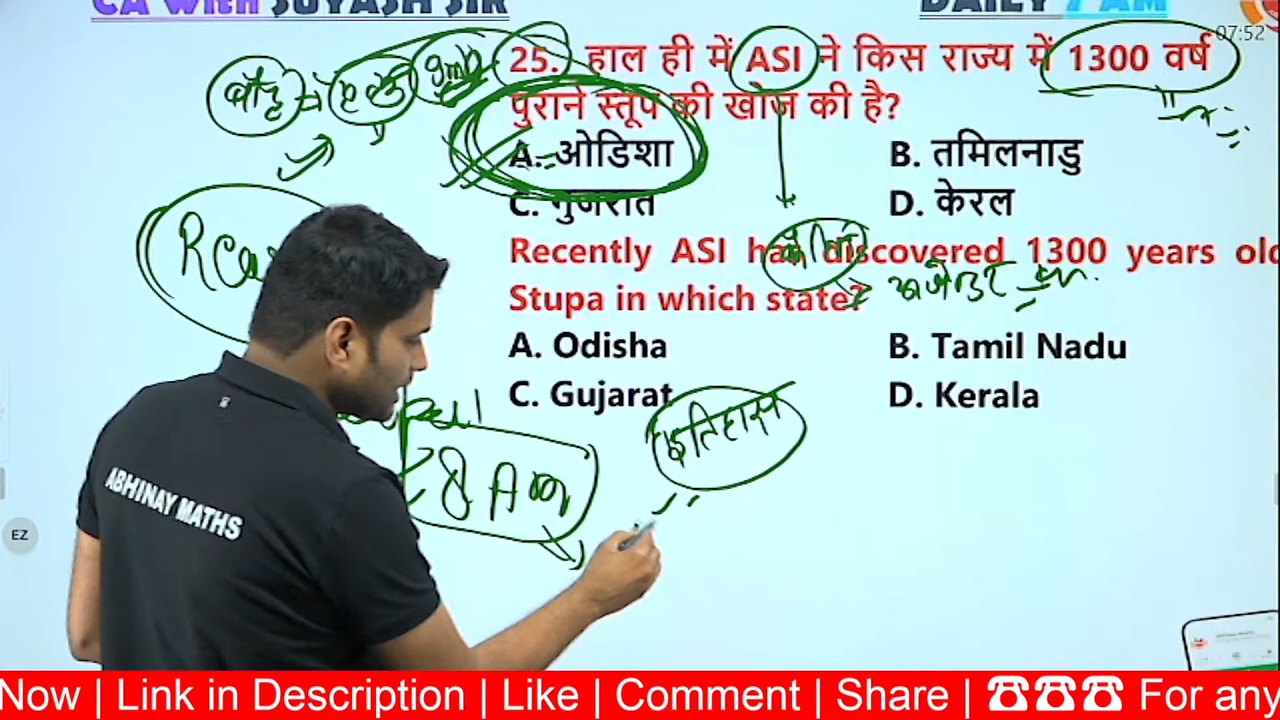 CA WITH SUYASH SIR
DAILY 7 AM
07:52
25. हाल ही में ASI ने किस राज्य में 1300 वर्ष
पुराने स्तूप की खोज की है?
A. ओडिशा
B. तमिलनाडु
C. गुजरात
D. केरल
Recently ASI has discovered 1300 years old
Stupa in which state?
A. Odisha
B. Tamil Nadu
C. Gujarat
D. Kerala
इतिहास
8 Am
ABHINAY MATHS
EZ
Now | Link in Description | Like | Comment | Share | ☎☎☎ For any